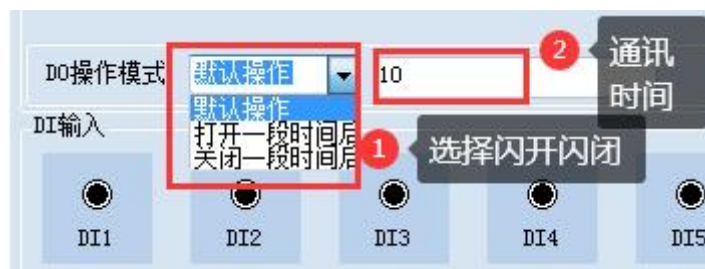 DO操作模式
默认操作
10
默认操作
打开一段时间后
关闭一段时间后
DI输入
1
选择闪开闪闭
2
通讯
时间
DI1
DI2
DI3
DI4
DI5